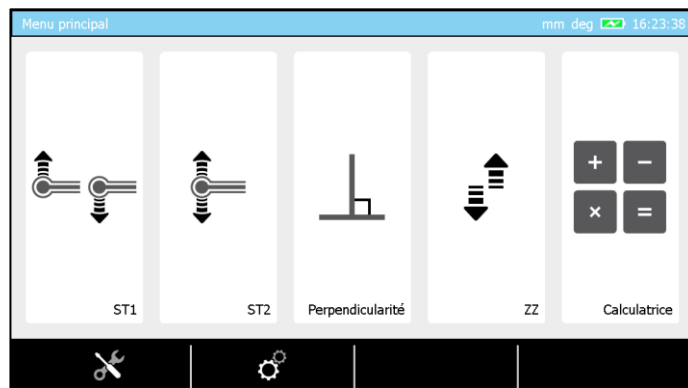 Menu principal
mm deg 16:23:38
+ −
× =
ST1
ST2
Perpendicularité
ZZ
Calculatrice